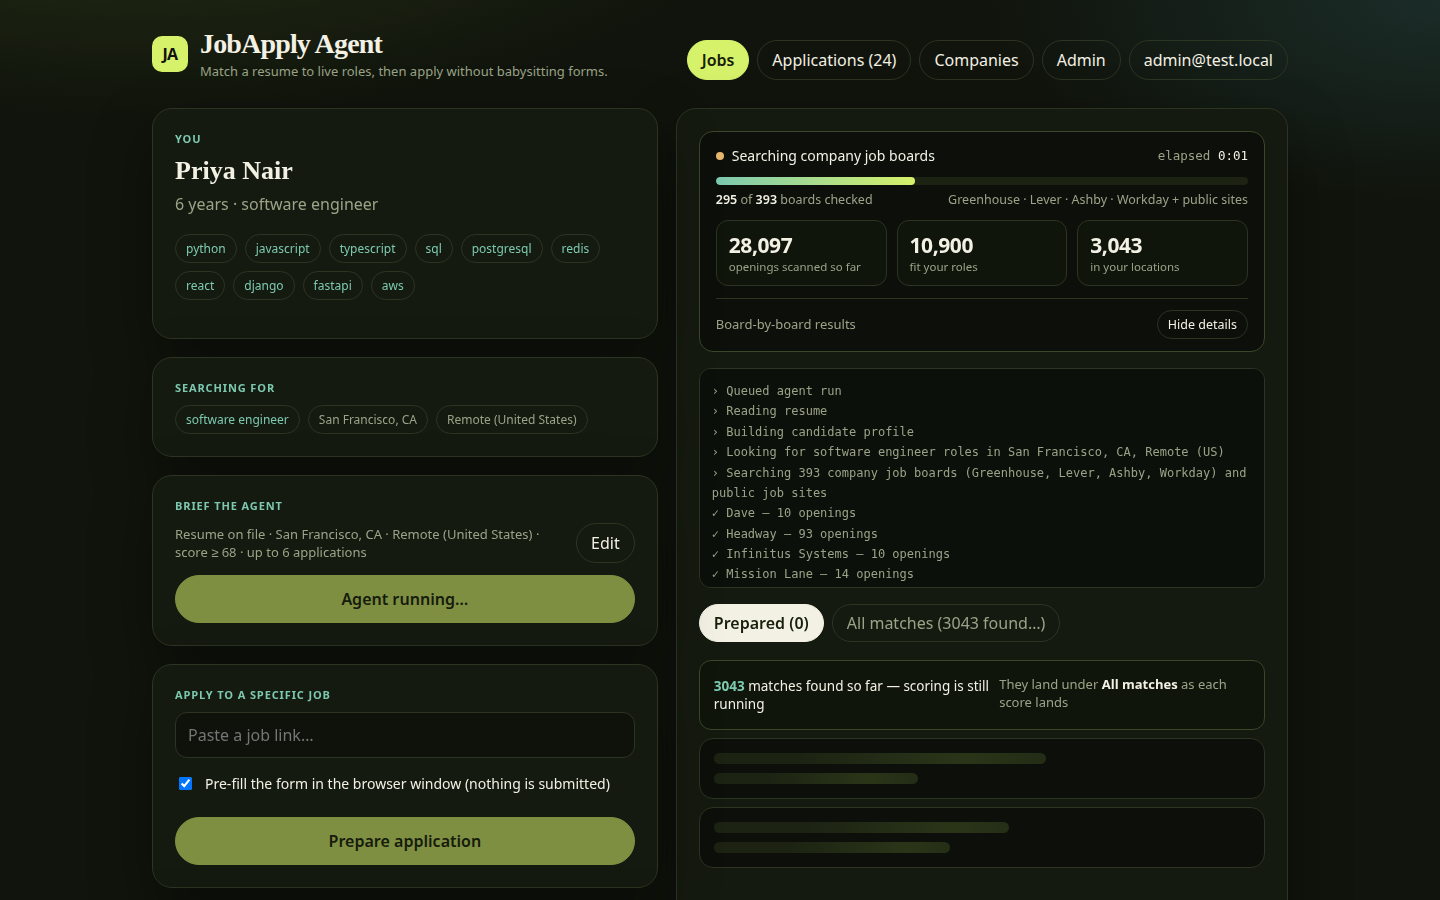 JA
JobApply Agent
Match a resume to live roles, then apply without babysitting forms.
Jobs
Applications (24)
Companies
Admin
admin@test.local
YOU
Priya Nair
6 years · software engineer
python javascript typescript sql postgresql redis
react django fastapi aws
SEARCHING FOR
software engineer San Francisco, CA Remote (United States)
BRIEF THE AGENT
Resume on file · San Francisco, CA · Remote (United States) ·
score ≥ 68 · up to 6 applications
Edit
Agent running...
APPLY TO A SPECIFIC JOB
Paste a job link...
Pre-fill the form in the browser window (nothing is submitted)
Prepare application
Searching company job boards
elapsed 0:01
295 of 393 boards checked
Greenhouse · Lever · Ashby · Workday + public sites
28,097
openings scanned so far
10,900
fit your roles
3,043
in your locations
Board-by-board results
Hide details
› Queued agent run
› Reading resume
› Building candidate profile
› Looking for software engineer roles in San Francisco, CA, Remote (US)
› Searching 393 company job boards (Greenhouse, Lever, Ashby, Workday) and
public job sites
✓ Dave — 10 openings
✓ Headway — 93 openings
✓ Infinitus Systems — 10 openings
✓ Mission Lane — 14 openings
Prepared (0)
All matches (3043 found...)
3043 matches found so far — scoring is still
running
They land under All matches as each
score lands